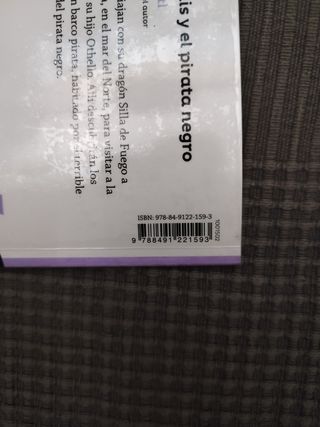 is y el pirata negro
l autor
iajan con su dragón Silla de Fuego a
, en el mar del Norte, para visitar a la
su hijo Othello. Allí descubrirán los
n barco pirata, habitado por el terrible
del pirata negro.
ISBN: 978-84-9122-159-3
1001502
9 788491 221593